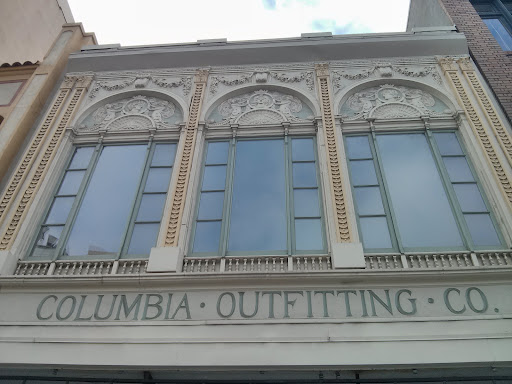 COLUMBIA · OUTFITTING · CO.